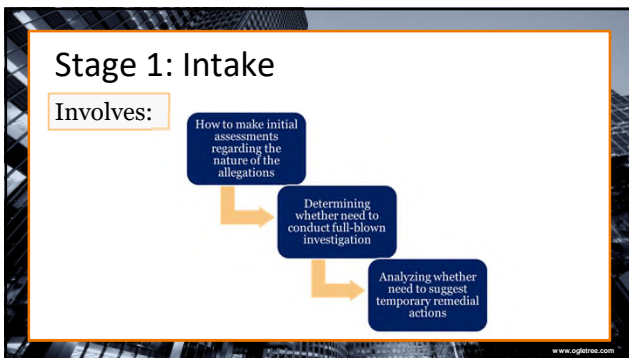 Stage 1: Intake
Involves:
How to make initial
assessments
regarding the
nature of the
allegations
Determining
whether need to
conduct full-blown
investigation
Analyzing whether
need to suggest
temporary remedial
actions
www.ogletree.com